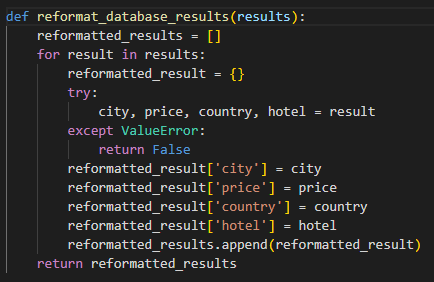 def reformat_database_results(results):
    reformatted_results = []
    for result in results:
        reformatted_result = {}
        try:
            city, price, country, hotel = result
        except ValueError:
            return False
        reformatted_result['city'] = city
        reformatted_result['price'] = price
        reformatted_result['country'] = country
        reformatted_result['hotel'] = hotel
        reformatted_results.append(reformatted_result)
    return reformatted_results